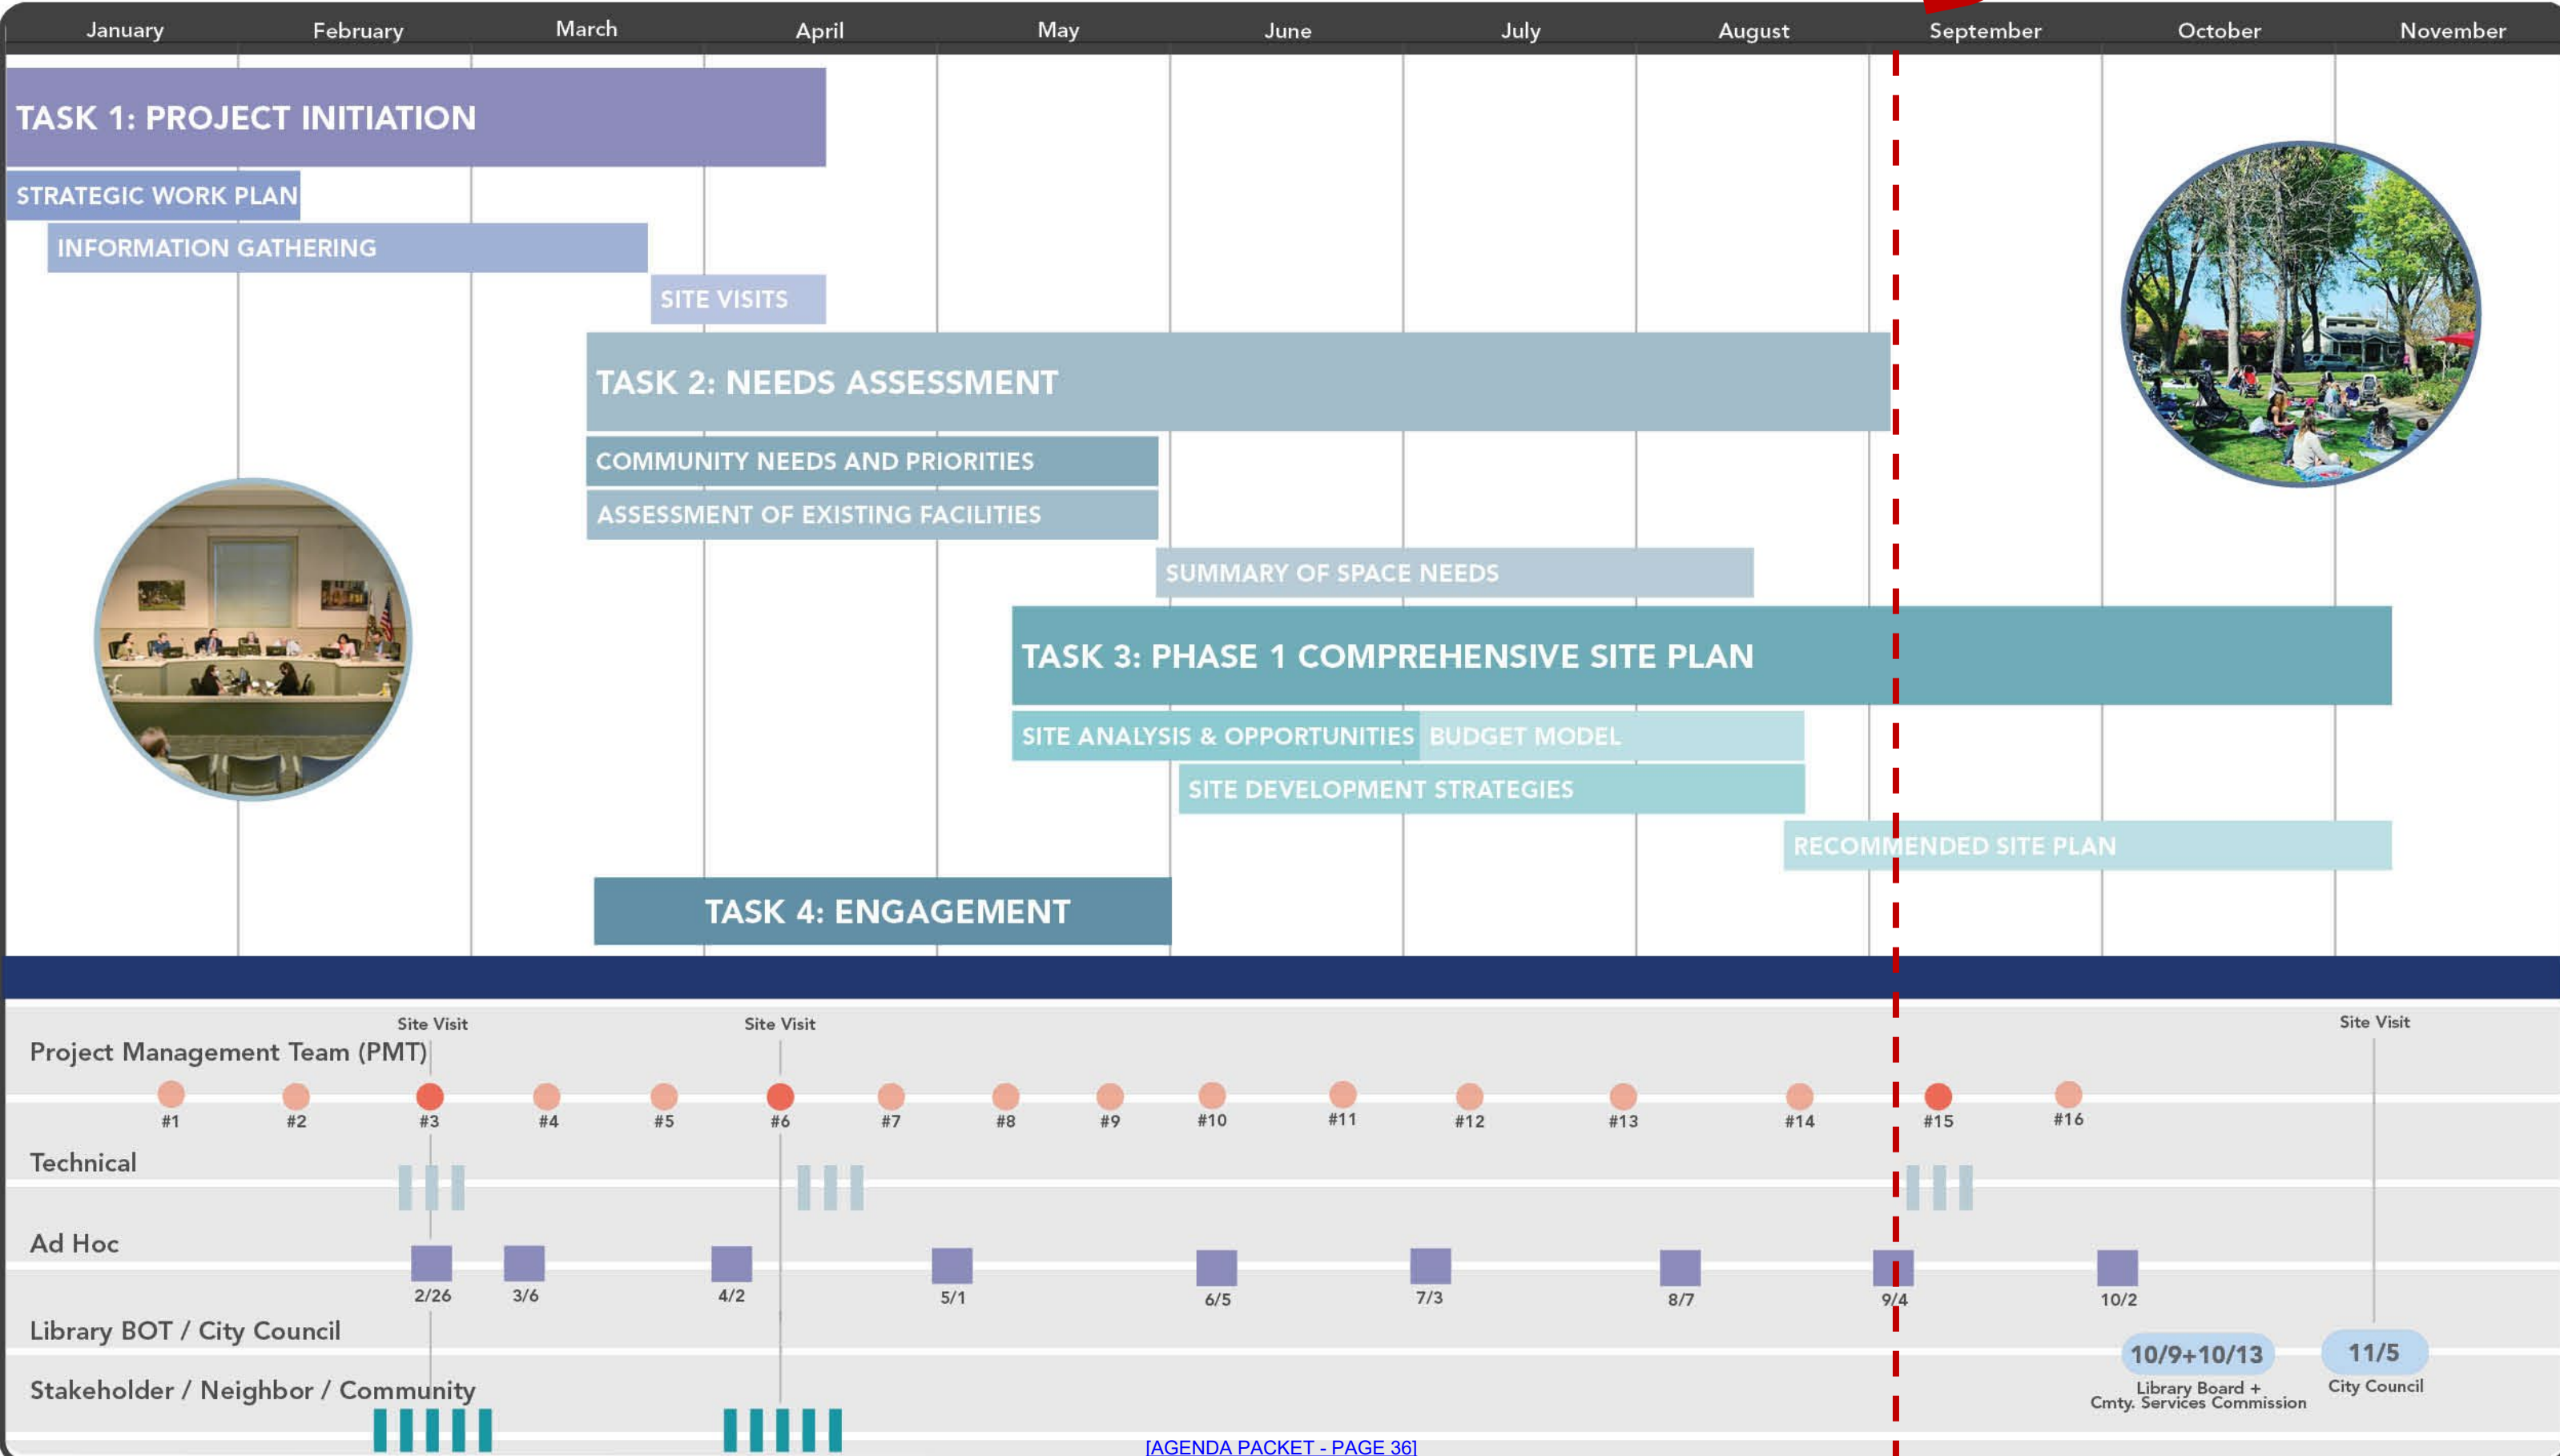 January February March April May June July August September October November
TASK 1: PROJECT INITIATION
STRATEGIC WORK PLAN
INFORMATION GATHERING
SITE VISITS
TASK 2: NEEDS ASSESSMENT
COMMUNITY NEEDS AND PRIORITIES
ASSESSMENT OF EXISTING FACILITIES
SUMMARY OF SPACE NEEDS
TASK 3: PHASE 1 COMPREHENSIVE SITE PLAN
SITE ANALYSIS & OPPORTUNITIES BUDGET MODEL
SITE DEVELOPMENT STRATEGIES
RECOMMENDED SITE PLAN
TASK 4: ENGAGEMENT
Site Visit Site Visit Site Visit
Project Management Team (PMT)
#1 #2 #3 #4 #5 #6 #7 #8 #9 #10 #11 #12 #13 #14 #15 #16
Technical
Ad Hoc
2/26 3/6 4/2 5/1 6/5 7/3 8/7 9/4 10/2
Library BOT / City Council
10/9+10/13 11/5
Library Board + City Council
Cmty. Services Commission
Stakeholder / Neighbor / Community
[AGENDA PACKET - PAGE 36]